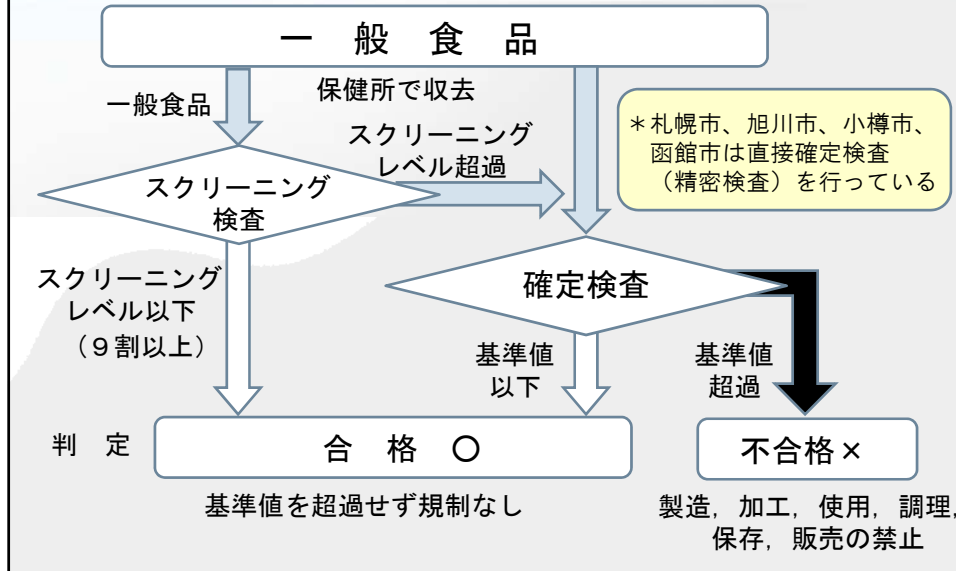 一 般 食 品
保健所で収去
一般食品
スクリーニング
レベル超過
＊札幌市、旭川市、小樽市、
函館市は直接確定検査
（精密検査）を行っている
スクリーニング
検査
スクリーニング
レベル以下
（９割以上）
確定検査
基準値
以下
基準値
超過
判 定
合 格 ○
不合格×
基準値を超過せず規制なし
製造，加工，使用，調理，
保存，販売の禁止